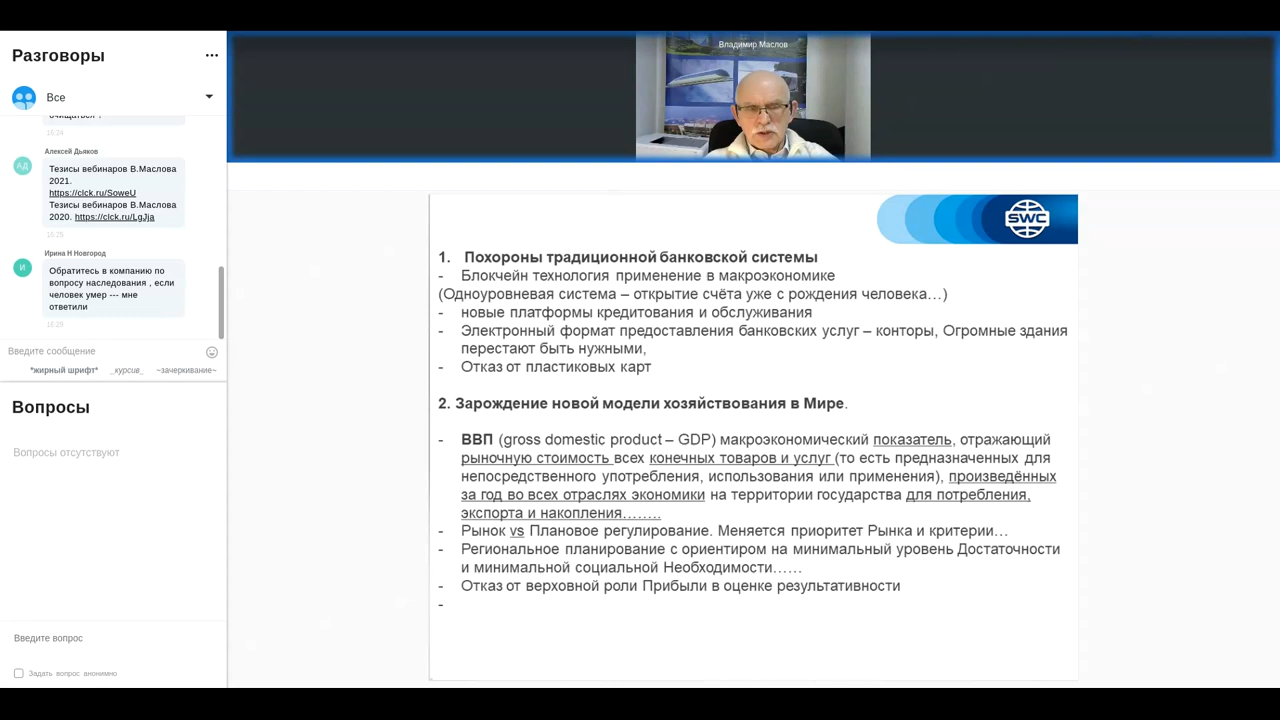 Разговоры
Все
16:24
Алексей Дьяков
АД
Тезисы вебинаров В.Маслова
2021.
https://clck.ru/SoweU
Тезисы вебинаров В.Маслова
2020. https://clck.ru/LgJja
16:25
Ирина Н Новгород
И
Обратитесь в компанию по
вопросу наследования , если
человек умер --- мне
ответили
Введите сообщение
*жирный шрифт* _курсив_ ~зачеркивание~
Вопросы
Вопросы отсутствуют
Введите вопрос
Задать вопрос анонимно
Владимир Маслов
SWC
1. Похороны традиционной банковской системы
- Блокчейн технология применение в макроэкономике
(Одноуровневая система – открытие счёта уже с рождения человека…)
- новые платформы кредитования и обслуживания
- Электронный формат предоставления банковских услуг – конторы, Огромные здания
перестают быть нужными,
- Отказ от пластиковых карт
2. Зарождение новой модели хозяйствования в Мире.
- ВВП (gross domestic product – GDP) макроэкономический показатель, отражающий
рыночную стоимость всех конечных товаров и услуг (то есть предназначенных для
непосредственного употребления, использования или применения), произведённых
за год во всех отраслях экономики на территории государства для потребления,
экспорта и накопления……..
- Рынок vs Плановое регулирование. Меняется приоритет Рынка и критерии…
- Региональное планирование с ориентиром на минимальный уровень Достаточности
и минимальной социальной Необходимости……
- Отказ от верховной роли Прибыли в оценке результативности
-